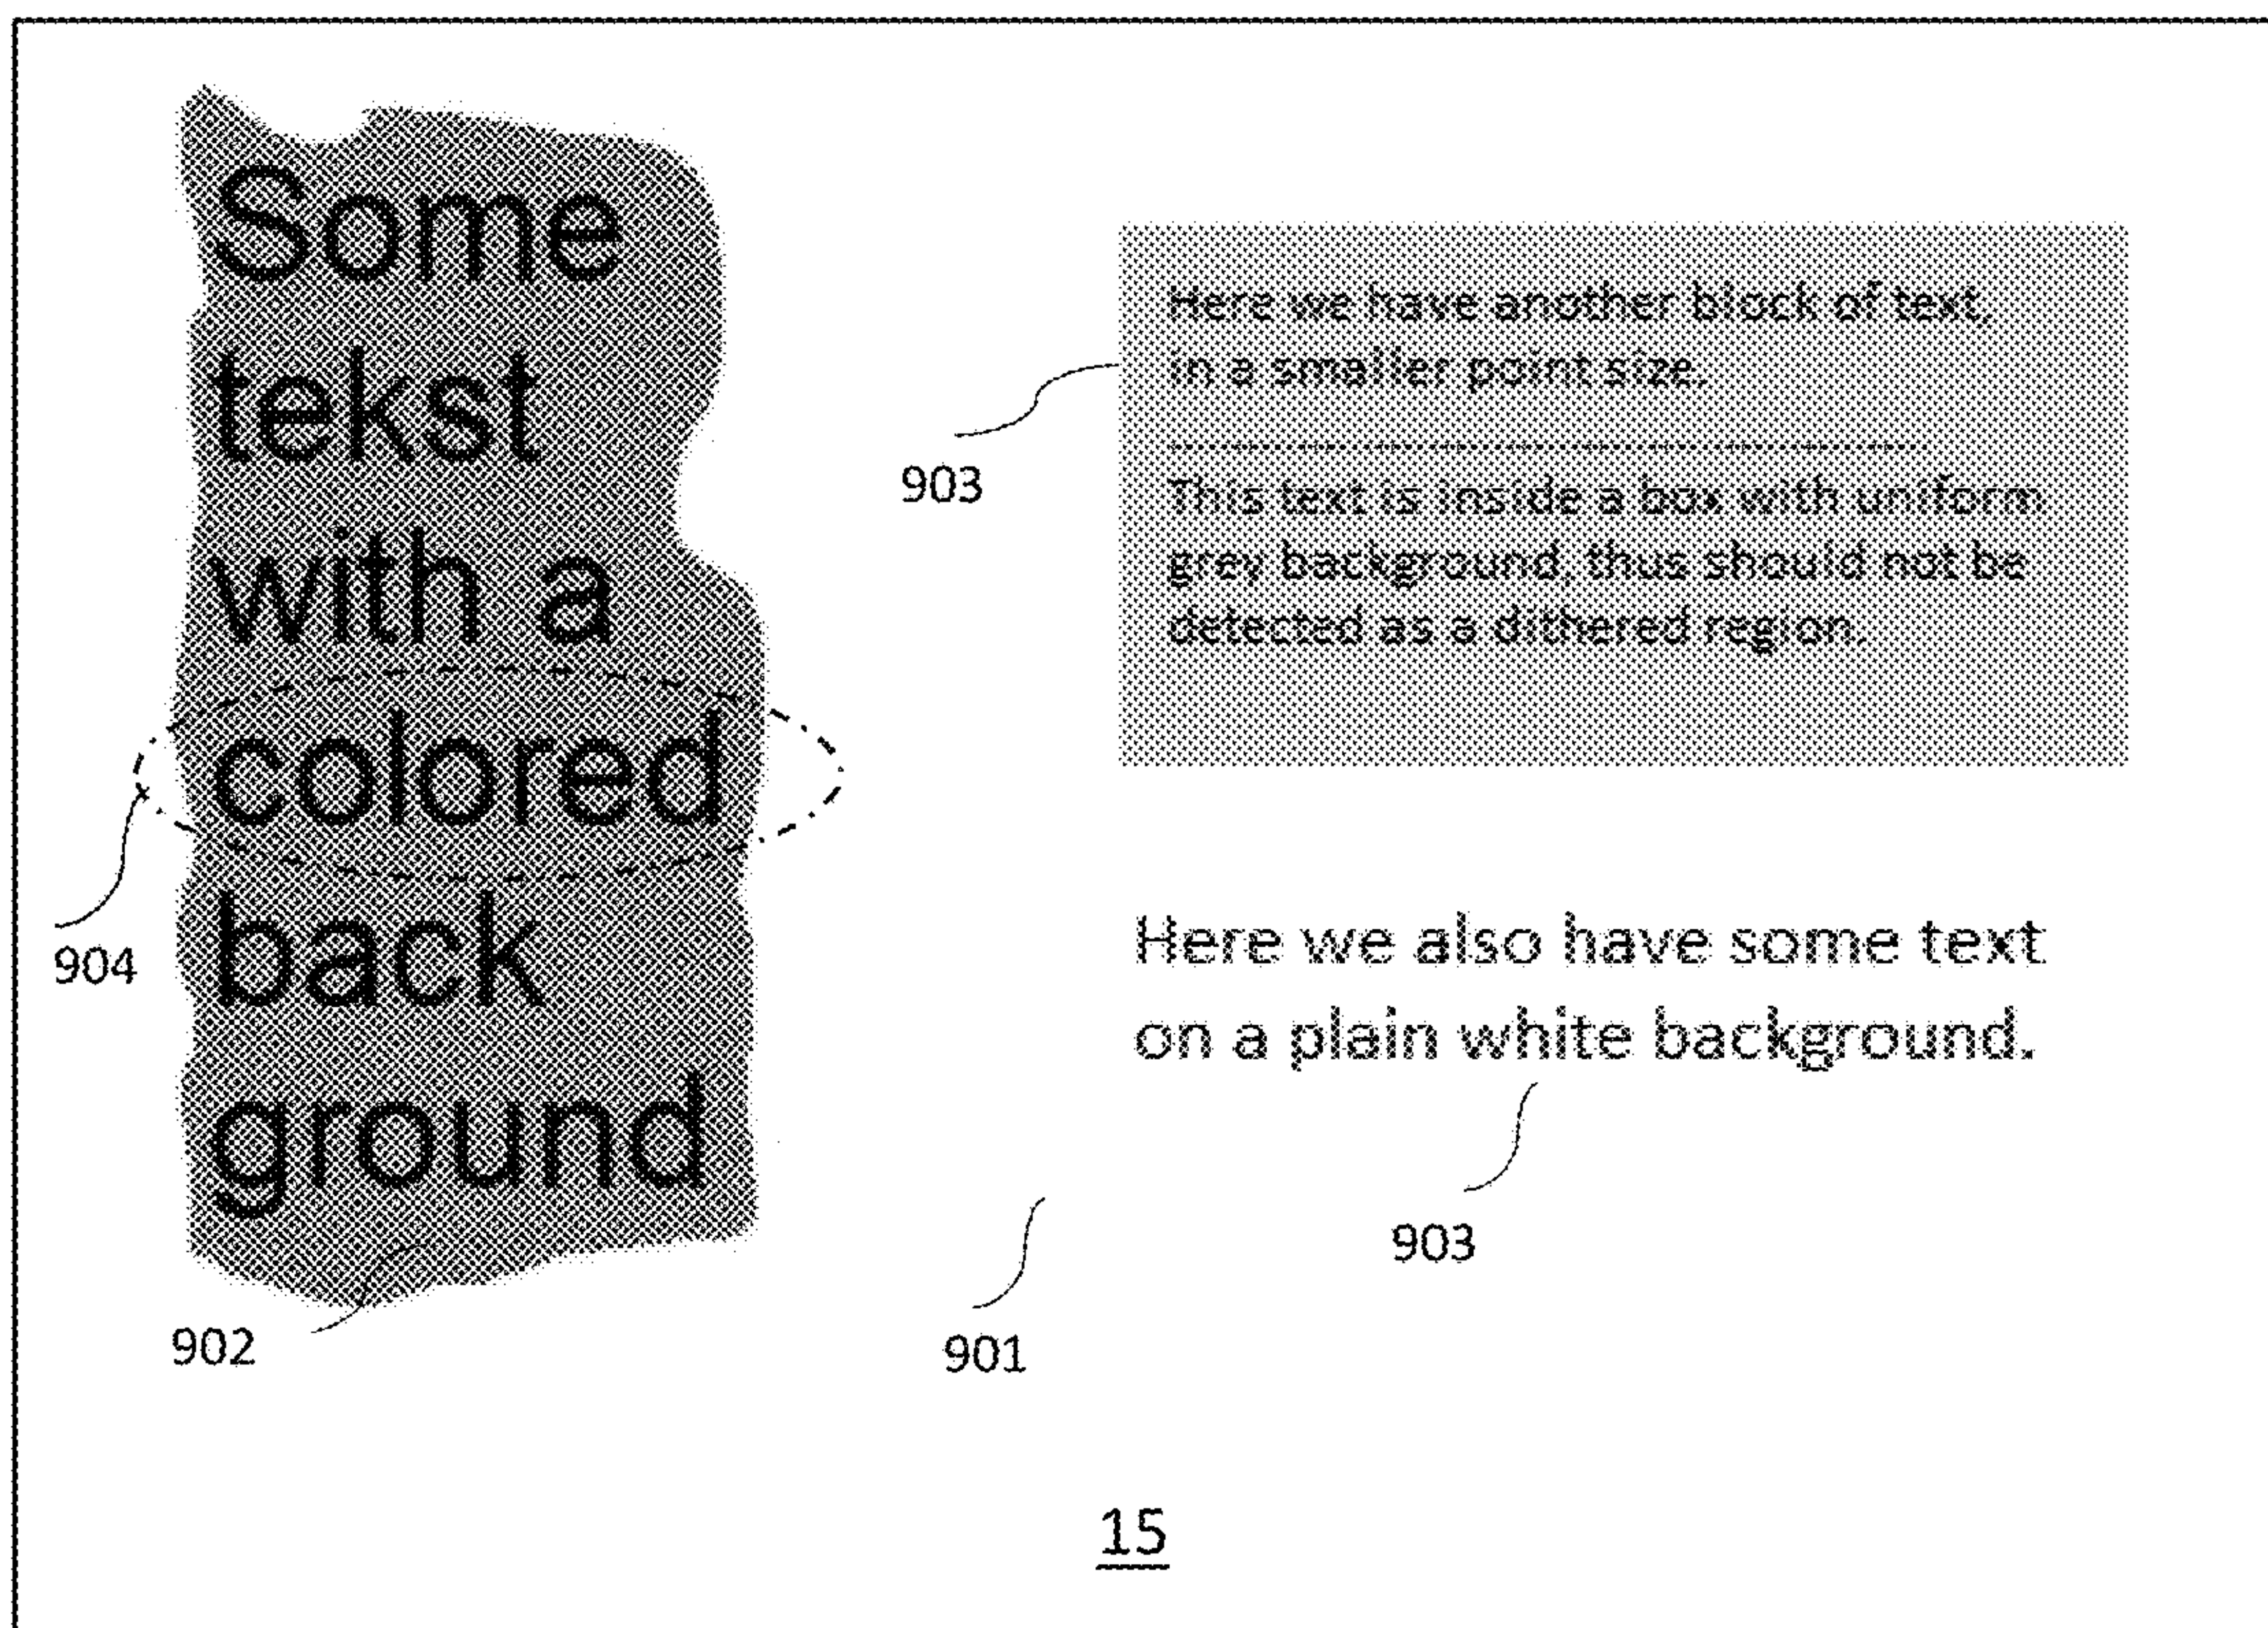 Some
tekst
with a
colored
back
ground
904
902
903
Here we have another block of text,
in a smaller point size.
This text is inside a box with uniform
grey background, thus should not be
detected as a dithered region.
Here we also have some text
on a plain white background.
903
901
15